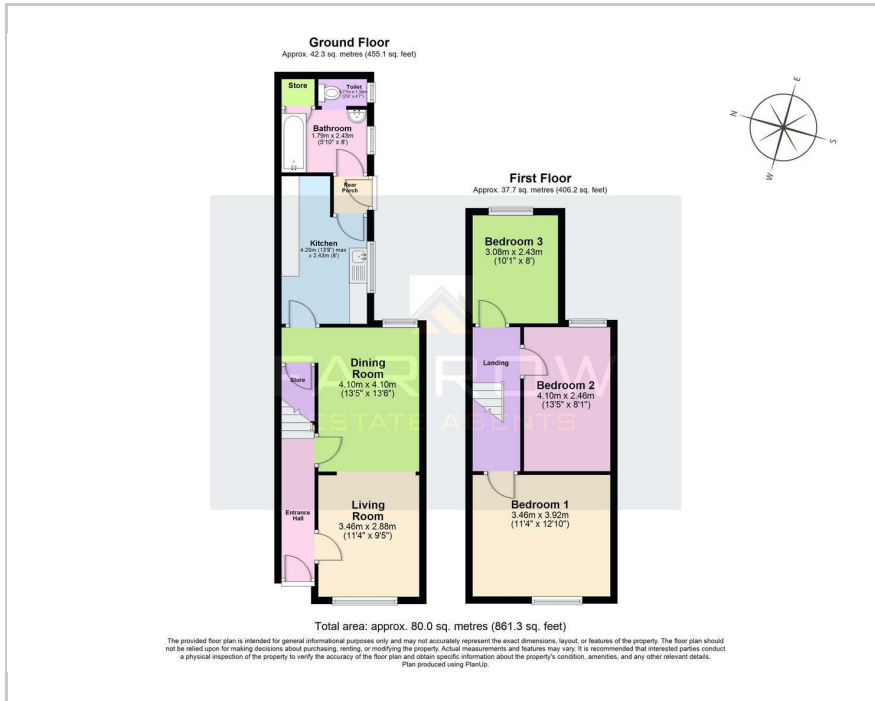 Ground Floor
Approx. 42.3 sq. metres (455.1 sq. feet)
Store
Toilet
0.77m x 1.39m
(2'6" x 4'7")
Bathroom
1.79m x 2.43m
(5'10" x 8')
Rear
Porch
Kitchen
4.20m (13'9") max
x 2.43m (8')
Dining
Room
4.10m x 4.10m
(13'5" x 13'6")
Store
Entrance
Hall
Living
Room
3.46m x 2.88m
(11'4" x 9'5")
N
E
S
W
First Floor
Approx. 37.7 sq. metres (406.2 sq. feet)
Bedroom 3
3.08m x 2.43m
(10'1" x 8')
Landing
Bedroom 2
4.10m x 2.46m
(13'5" x 8'1")
Bedroom 1
3.46m x 3.92m
(11'4" x 12'10")
FARROW
ESTATE AGENTS
Total area: approx. 80.0 sq. metres (861.3 sq. feet)
The provided floor plan is intended for general informational purposes only and may not accurately represent the exact dimensions, layout, or features of the property. The floor plan should
not be relied upon for making decisions about purchasing, renting, or modifying the property. Actual measurements and features may vary. It is recommended that interested parties conduct
a physical inspection of the property to verify the accuracy of the floor plan and obtain specific information about the property's condition, amenities, and any other relevant details.
Plan produced using PlanUp.